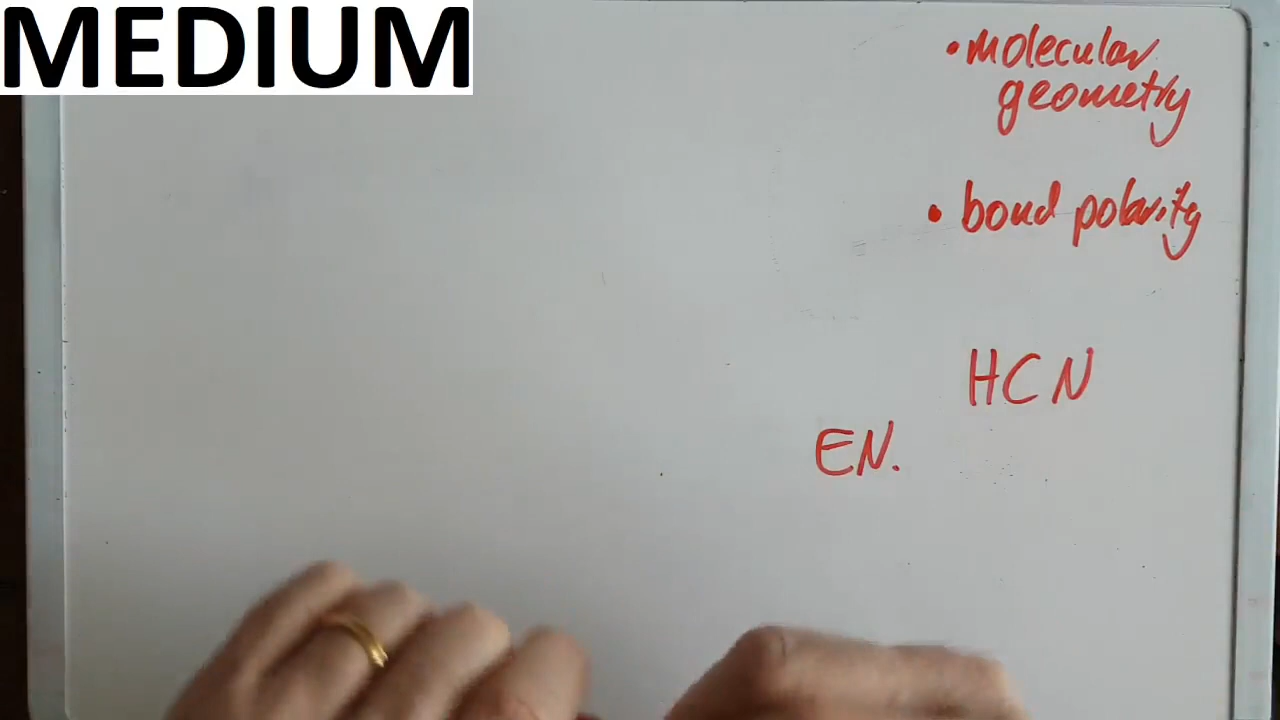 MEDIUM
• molecular
geometry
• bond polarity
HCN
EN.